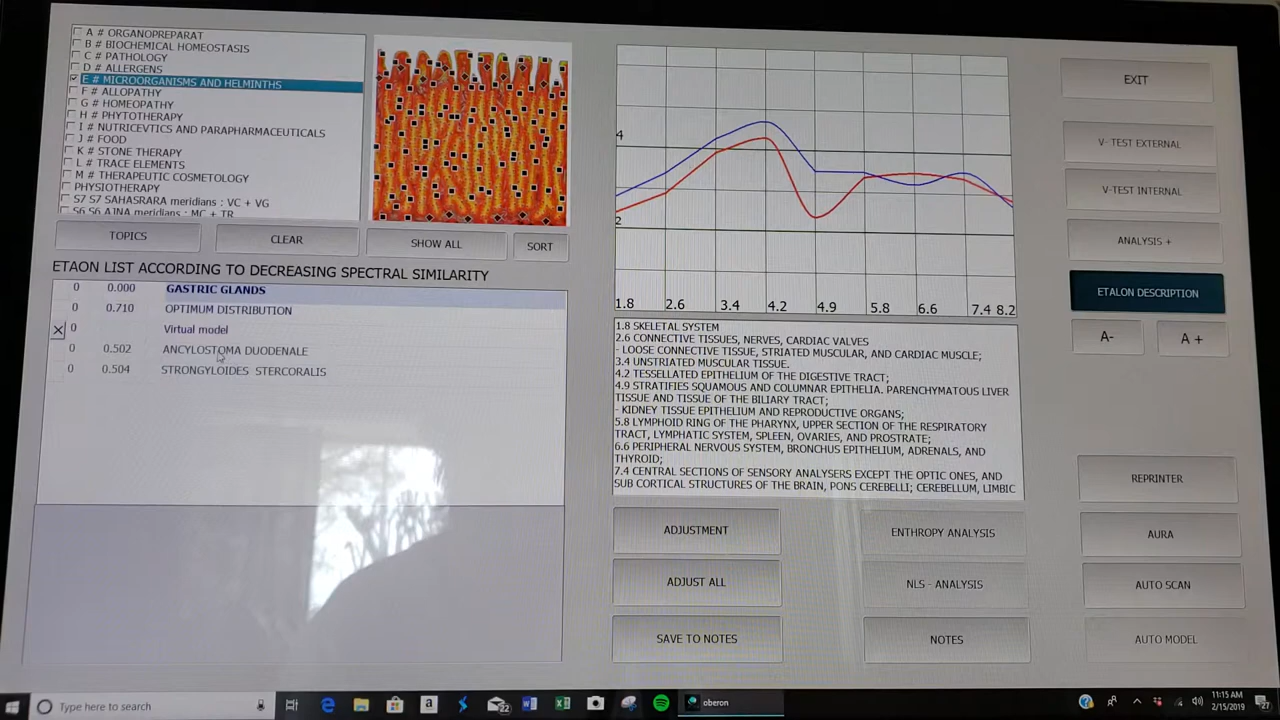 A # ORGANOPREPARAT
B # BIOCHEMICAL HOMEOSTASIS
C # PATHOLOGY
D # ALLERGENS
E # MICROORGANISMS AND HELMINTHS
F # ALLOPATHY
G # HOMEOPATHY
H # PHYTOTHERAPY
I # NUTRICEVTICS AND PARAPHARMACEUTICALS
J # FOOD
K # STONE THERAPY
L # TRACE ELEMENTS
M # THERAPEUTIC COSMETOLOGY
PHYSIOTHERAPY
S7 S7 SAHASRARA meridians : VC + VG
S6 S6 AJNA meridians : MC + TR
TOPICS
CLEAR
SHOW ALL
SORT
ETAON LIST ACCORDING TO DECREASING SPECTRAL SIMILARITY
0 0.000 GASTRIC GLANDS
0 0.710 OPTIMUM DISTRIBUTION
0 Virtual model
0 0.502 ANCYLOSTOMA DUODENALE
0 0.504 STRONGYLOIDES STERCORALIS
4
2
1.8 2.6 3.4 4.2 4.9 5.8 6.6 7.4 8.2
1.8 SKELETAL SYSTEM
2.6 CONNECTIVE TISSUES, NERVES, CARDIAC VALVES
- LOOSE CONNECTIVE TISSUE, STRIATED MUSCULAR, AND CARDIAC MUSCLE;
3.4 UNSTRIATED MUSCULAR TISSUE.
4.2 TESSELLATED EPITHELIUM OF THE DIGESTIVE TRACT;
4.9 STRATIFIES SQUAMOUS AND COLUMNAR EPITHELIA. PARENCHYMATOUS LIVER
TISSUE AND TISSUE OF THE BILIARY TRACT;
- KIDNEY TISSUE EPITHELIUM AND REPRODUCTIVE ORGANS;
5.8 LYMPHOID RING OF THE PHARYNX, UPPER SECTION OF THE RESPIRATORY
TRACT, LYMPHATIC SYSTEM, SPLEEN, OVARIES, AND PROSTRATE;
6.6 PERIPHERAL NERVOUS SYSTEM, BRONCHUS EPITHELIUM, ADRENALS, AND
THYROID;
7.4 CENTRAL SECTIONS OF SENSORY ANALYSERS EXCEPT THE OPTIC ONES, AND
SUB CORTICAL STRUCTURES OF THE BRAIN, PONS CEREBELLI; CEREBELLUM, LIMBIC
ADJUSTMENT
ADJUST ALL
SAVE TO NOTES
ENTHROPY ANALYSIS
NLS - ANALYSIS
NOTES
EXIT
V- TEST EXTERNAL
V-TEST INTERNAL
ANALYSIS +
ETALON DESCRIPTION
A-
A +
REPRINTER
AURA
AUTO SCAN
AUTO MODEL
Type here to search
22
oberon
11:15 AM
2/15/2019
27